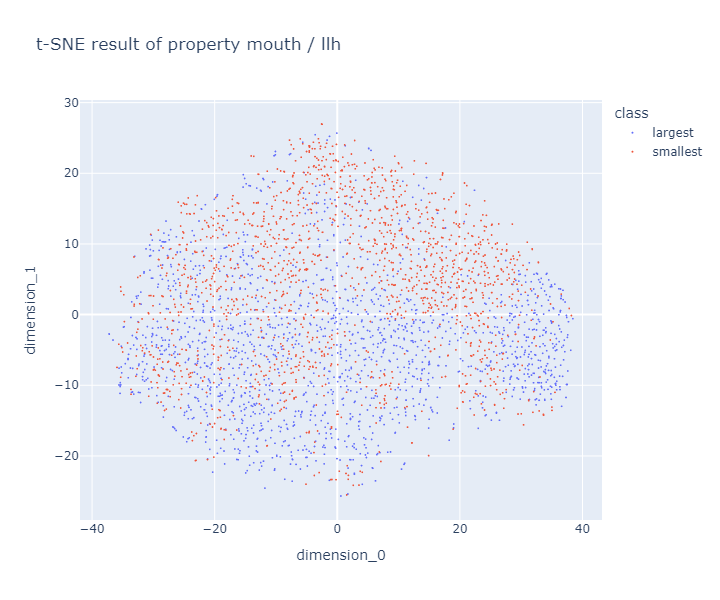 t-SNE result of property mouth / llh
class
largest
smallest
30
20
10
0
−10
−20
dimension_1
−40
−20
0
20
40
dimension_0